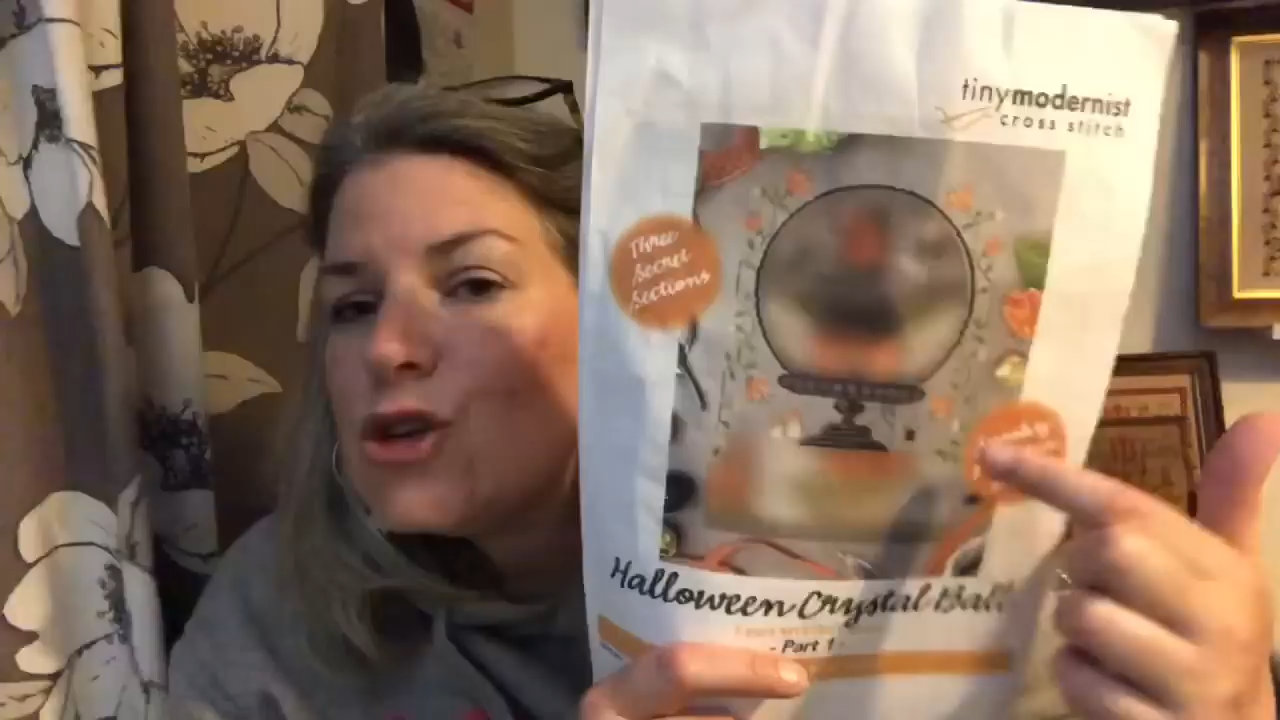 tinymodernist
cross stitch
Three
Secret
Sections
Halloween Crystal Ball
- Part 1 -